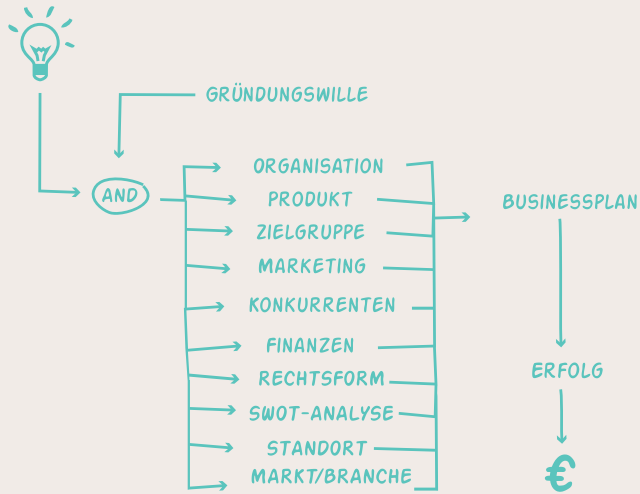 GRÜNDUNGSWILLE
AND
ORGANISATION
PRODUKT
ZIELGRUPPE
MARKETING
KONKURRENTEN
FINANZEN
RECHTSFORM
SWOT-ANALYSE
STANDORT
MARKT/BRANCHE
BUSINESSPLAN
ERFOLG
€